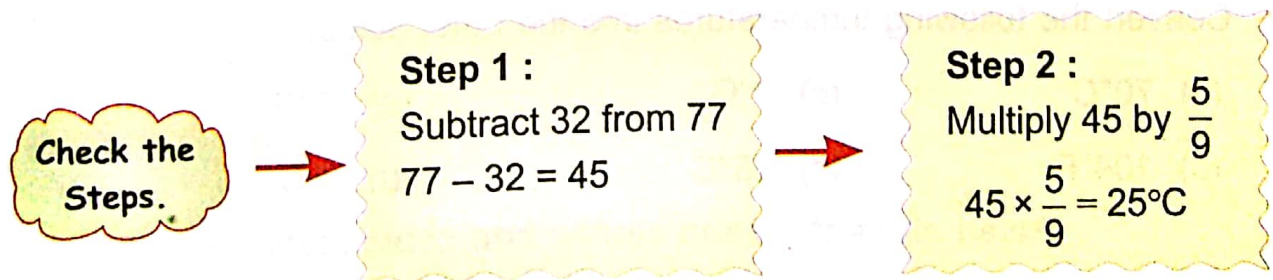 Check the
Steps.
Step 1 :
Subtract 32 from 77
77 – 32 = 45
Step 2 :
Multiply 45 by 5/9
45 × 5/9 = 25°C